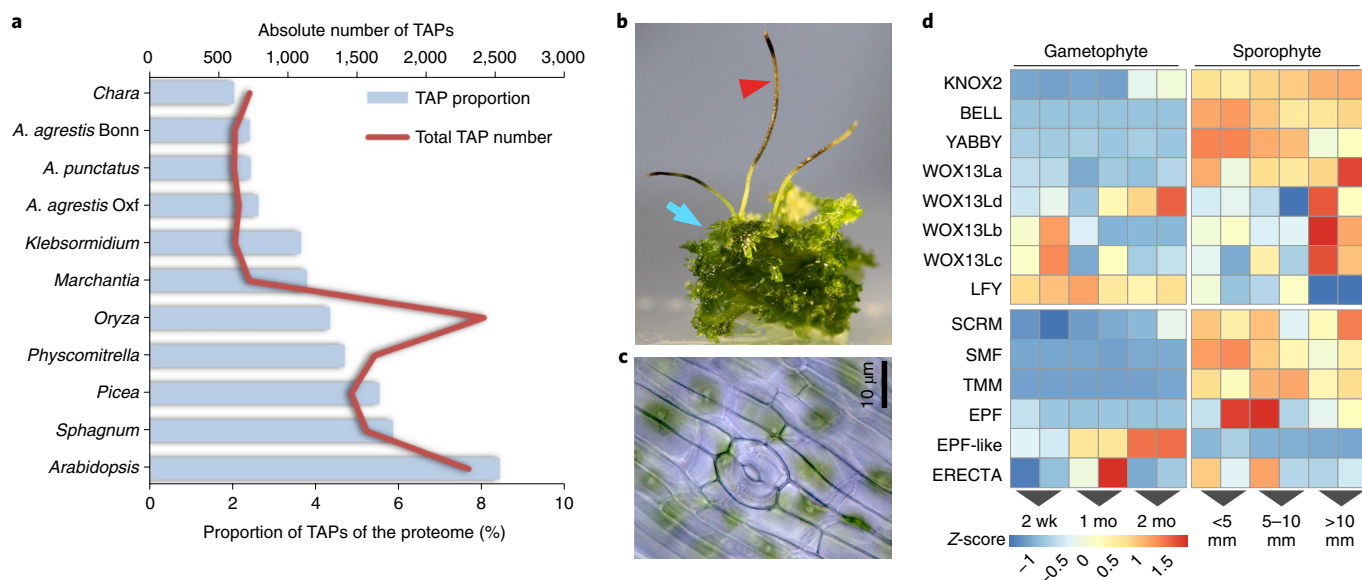 a
Absolute number of TAPs
0 500 1,000 1,500 2,000 2,500 3,000
TAP proportion
Total TAP number
Chara
A. agrestis Bonn
A. punctatus
A. agrestis Oxf
Klebsormidium
Marchantia
Oryza
Physcomitrella
Picea
Sphagnum
Arabidopsis
0 2 4 6 8 10
Proportion of TAPs of the proteome (%)
b
c
10 μm
d
Gametophyte Sporophyte
KNOX2
BELL
YABBY
WOX13La
WOX13Ld
WOX13Lb
WOX13Lc
LFY
SCRM
SMF
TMM
EPF
EPF-like
ERECTA
2 wk 1 mo 2 mo <5 5–10 >10
mm mm mm
Z-score
–1 –0.5 0 0.5 1 1.5